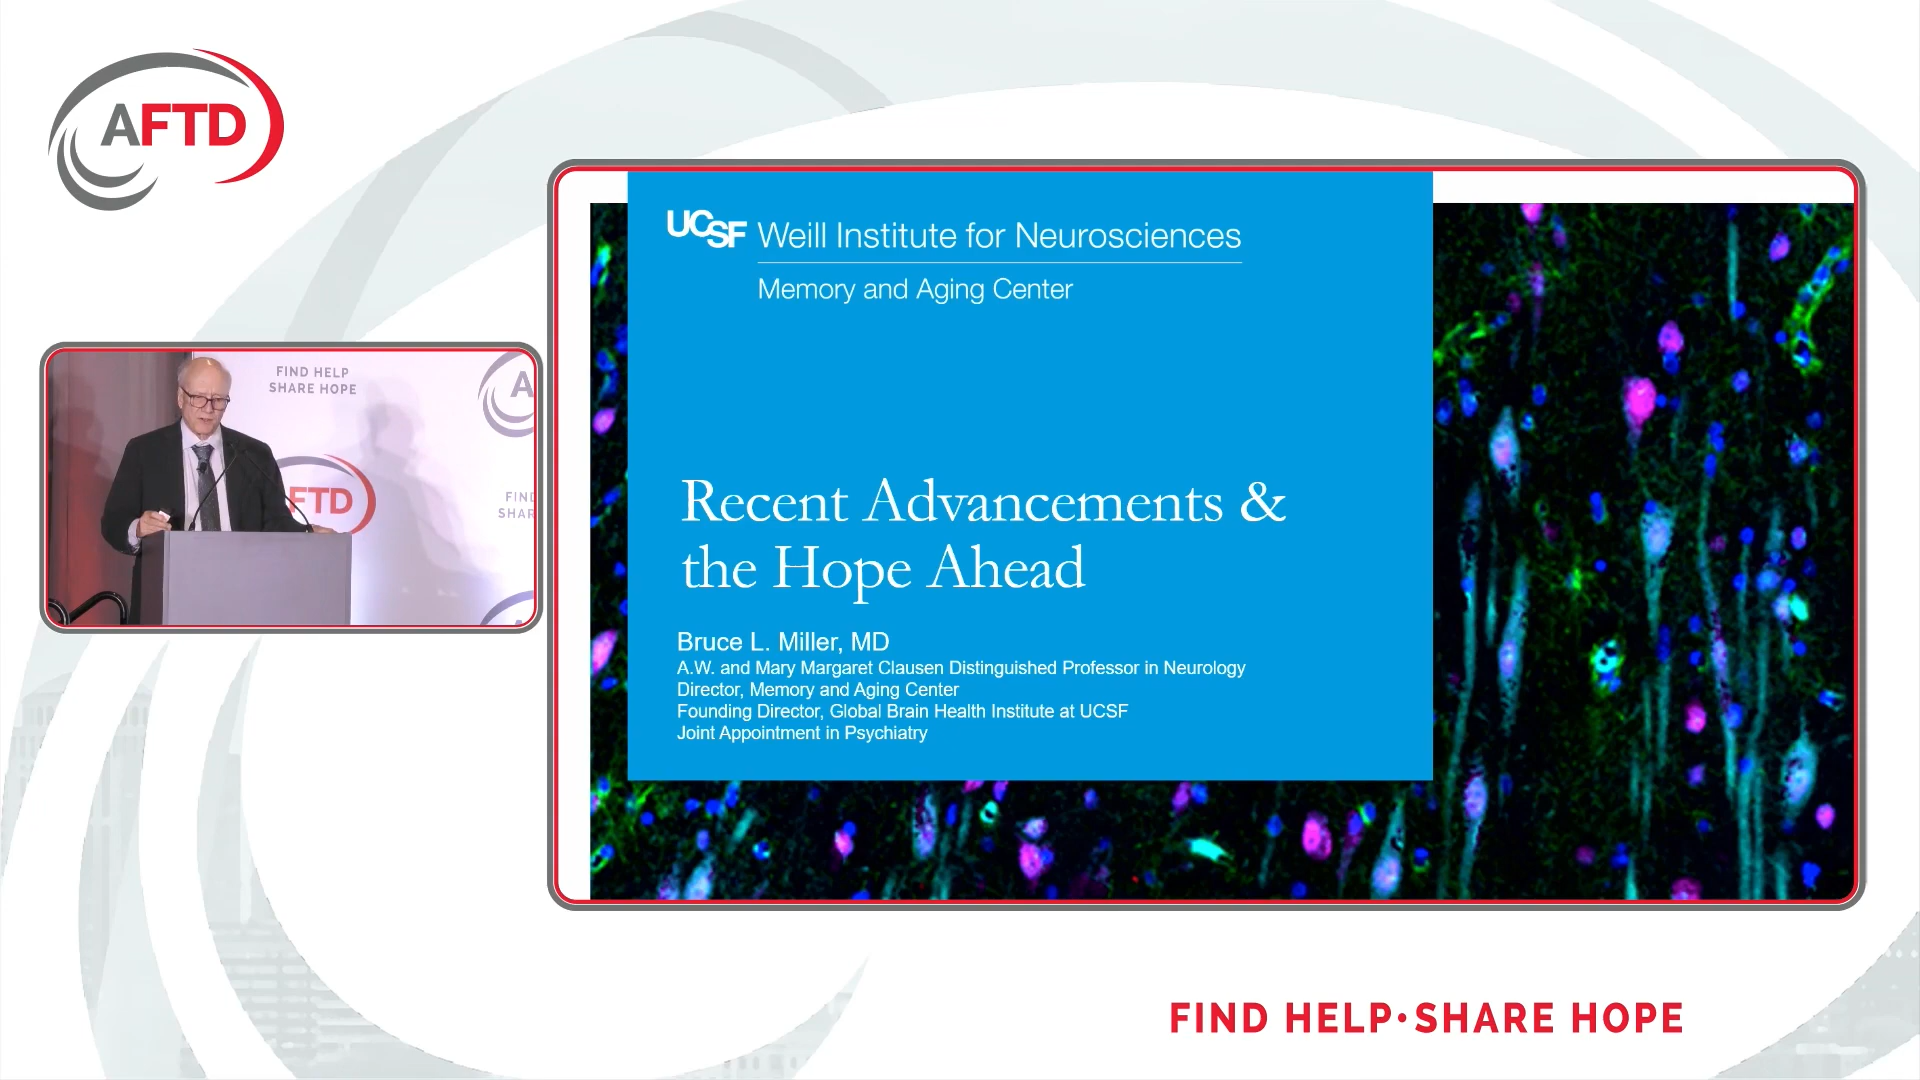 AFTD
UCSF Weill Institute for Neurosciences
Memory and Aging Center
FIND HELP
SHARE HOPE
A
FTD
FIND
SHAR
Recent Advancements &
the Hope Ahead
Bruce L. Miller, MD
A.W. and Mary Margaret Clausen Distinguished Professor in Neurology
Director, Memory and Aging Center
Founding Director, Global Brain Health Institute at UCSF
Joint Appointment in Psychiatry
FIND HELP•SHARE HOPE